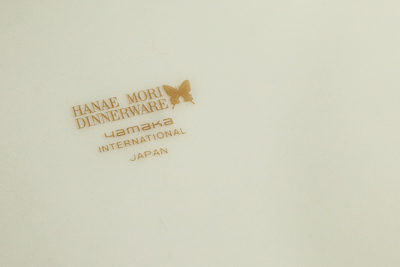 HANAE MORI
DINNERWARE
yamaka
INTERNATIONAL
JAPAN